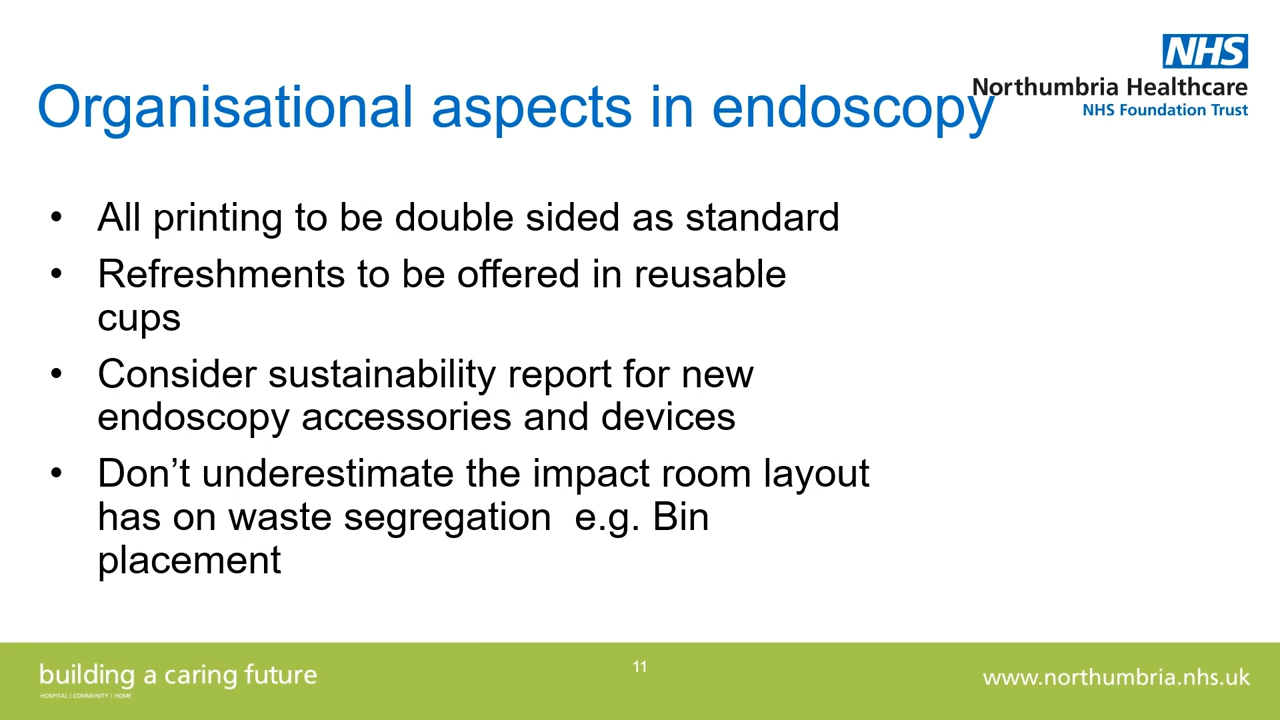 NHS
Northumbria Healthcare
NHS Foundation Trust
Organisational aspects in endoscopy
• All printing to be double sided as standard
• Refreshments to be offered in reusable
cups
• Consider sustainability report for new
endoscopy accessories and devices
• Don’t underestimate the impact room layout
has on waste segregation  e.g. Bin
placement
building a caring future
HOSPITAL | COMMUNITY | HOME
11
www.northumbria.nhs.uk